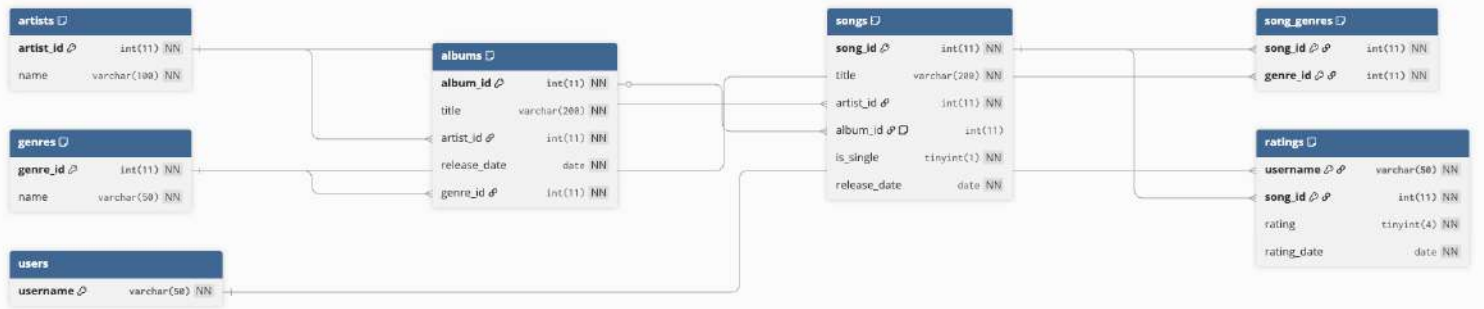 artists
artist_id int(11) NN
name varchar(100) NN
genres
genre_id int(11) NN
name varchar(50) NN
users
username varchar(50) NN
albums
album_id int(11) NN
title varchar(200) NN
artist_id int(11) NN
release_date date NN
genre_id int(11) NN
songs
song_id int(11) NN
title varchar(200) NN
artist_id int(11) NN
album_id int(11)
is_single tinyint(1) NN
release_date date NN
song_genres
song_id int(11) NN
genre_id int(11) NN
ratings
username varchar(50) NN
song_id int(11) NN
rating tinyint(4) NN
rating_date date NN